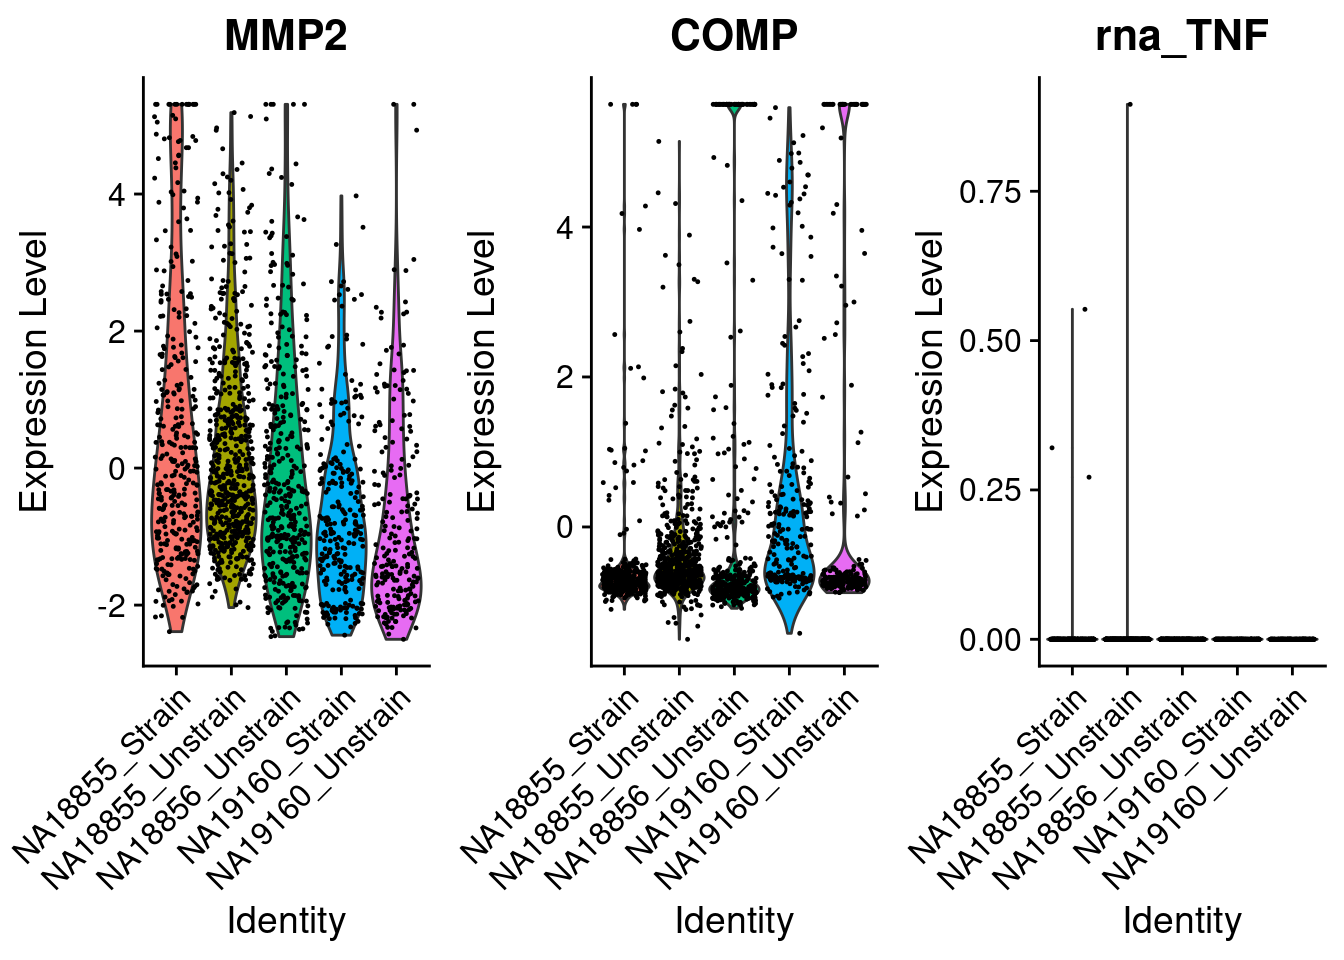 MMP2
Expression Level
4
2
0
-2
NA18855_Strain
NA18855_Unstrain
NA18856_Unstrain
NA19160_Strain
NA19160_Unstrain
Identity
COMP
Expression Level
4
2
0
NA18855_Strain
NA18855_Unstrain
NA18856_Unstrain
NA19160_Strain
NA19160_Unstrain
Identity
rna_TNF
Expression Level
0.75
0.50
0.25
0.00
NA18855_Strain
NA18855_Unstrain
NA18856_Unstrain
NA19160_Strain
NA19160_Unstrain
Identity